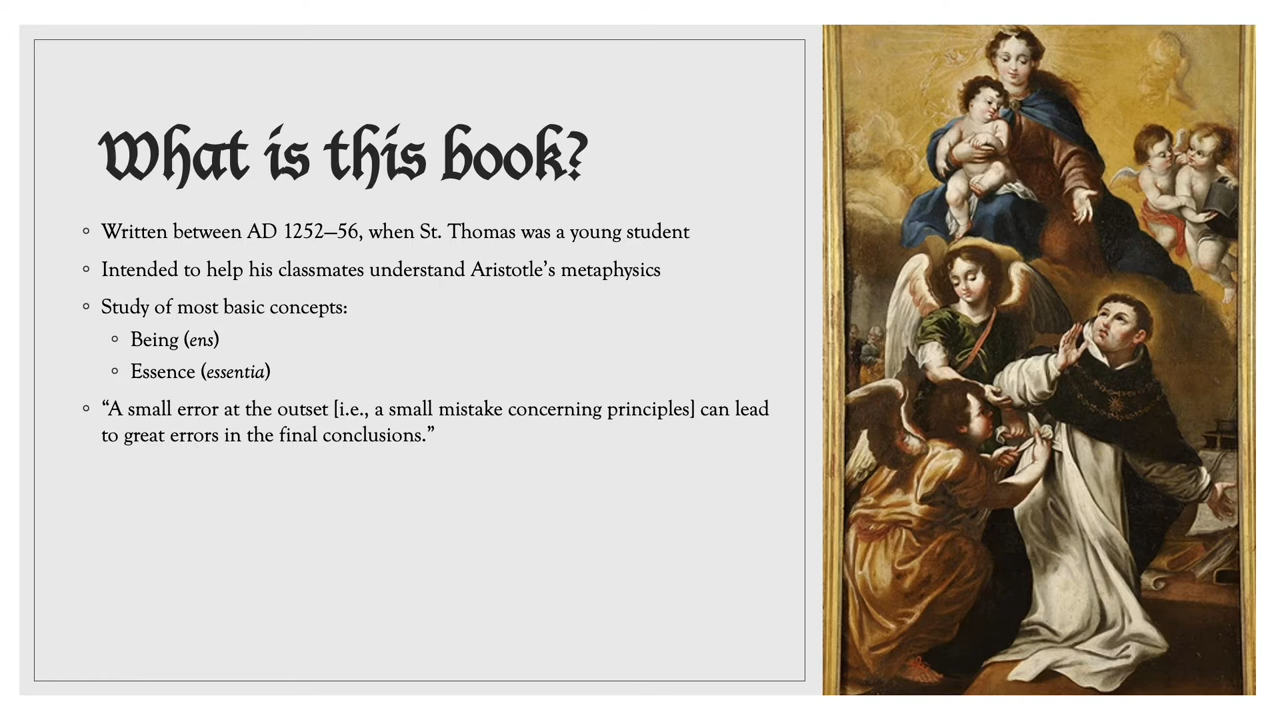 What is this book?
◦ Written between AD 1252–56, when St. Thomas was a young student
◦ Intended to help his classmates understand Aristotle’s metaphysics
◦ Study of most basic concepts:
◦ Being (ens)
◦ Essence (essentia)
◦ “A small error at the outset [i.e., a small mistake concerning principles] can lead
to great errors in the final conclusions.”